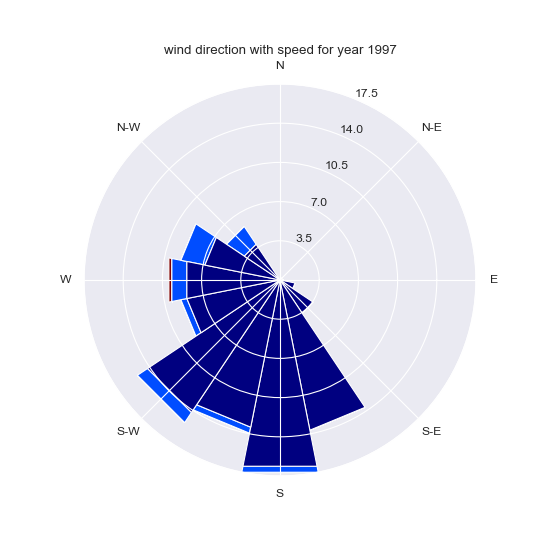 wind direction with speed for year 1997
N
17.5
N-W
14.0
N-E
10.5
7.0
3.5
W
E
S-W
S-E
S